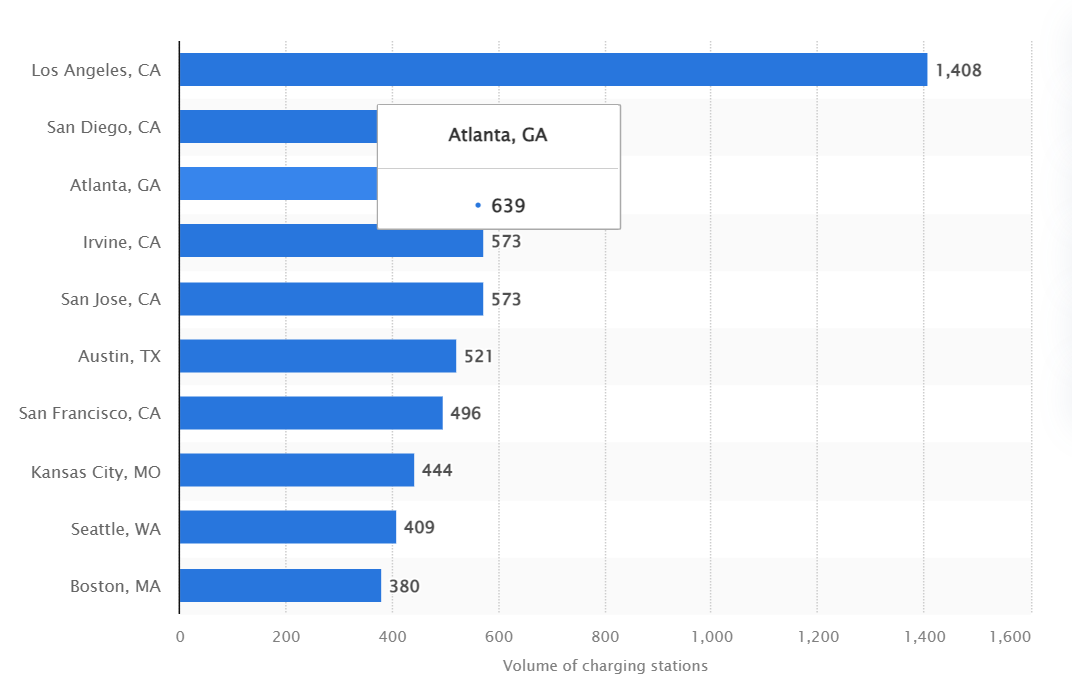 Los Angeles, CA 1,408
San Diego, CA
Atlanta, GA
Atlanta, GA
639
Irvine, CA 573
San Jose, CA 573
Austin, TX 521
San Francisco, CA 496
Kansas City, MO 444
Seattle, WA 409
Boston, MA 380
0 200 400 600 800 1,000 1,200 1,400 1,600
Volume of charging stations